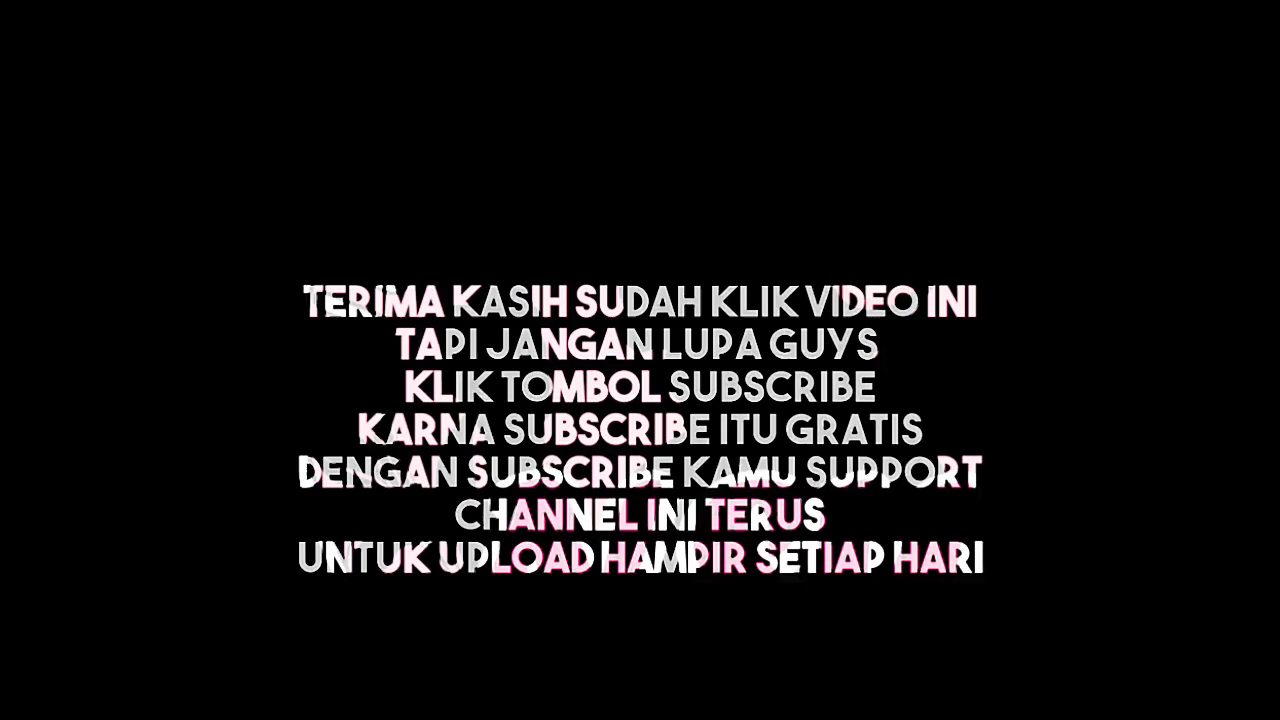 TERIMA KASIH SUDAH KLIK VIDEO INI
TAPI JANGAN LUPA GUYS
KLIK TOMBOL SUBSCRIBE
KARNA SUBSCRIBE ITU GRATIS
DENGAN SUBSCRIBE KAMU SUPPORT
CHANNEL INI TERUS
UNTUK UPLOAD HAMPIR SETIAP HARI